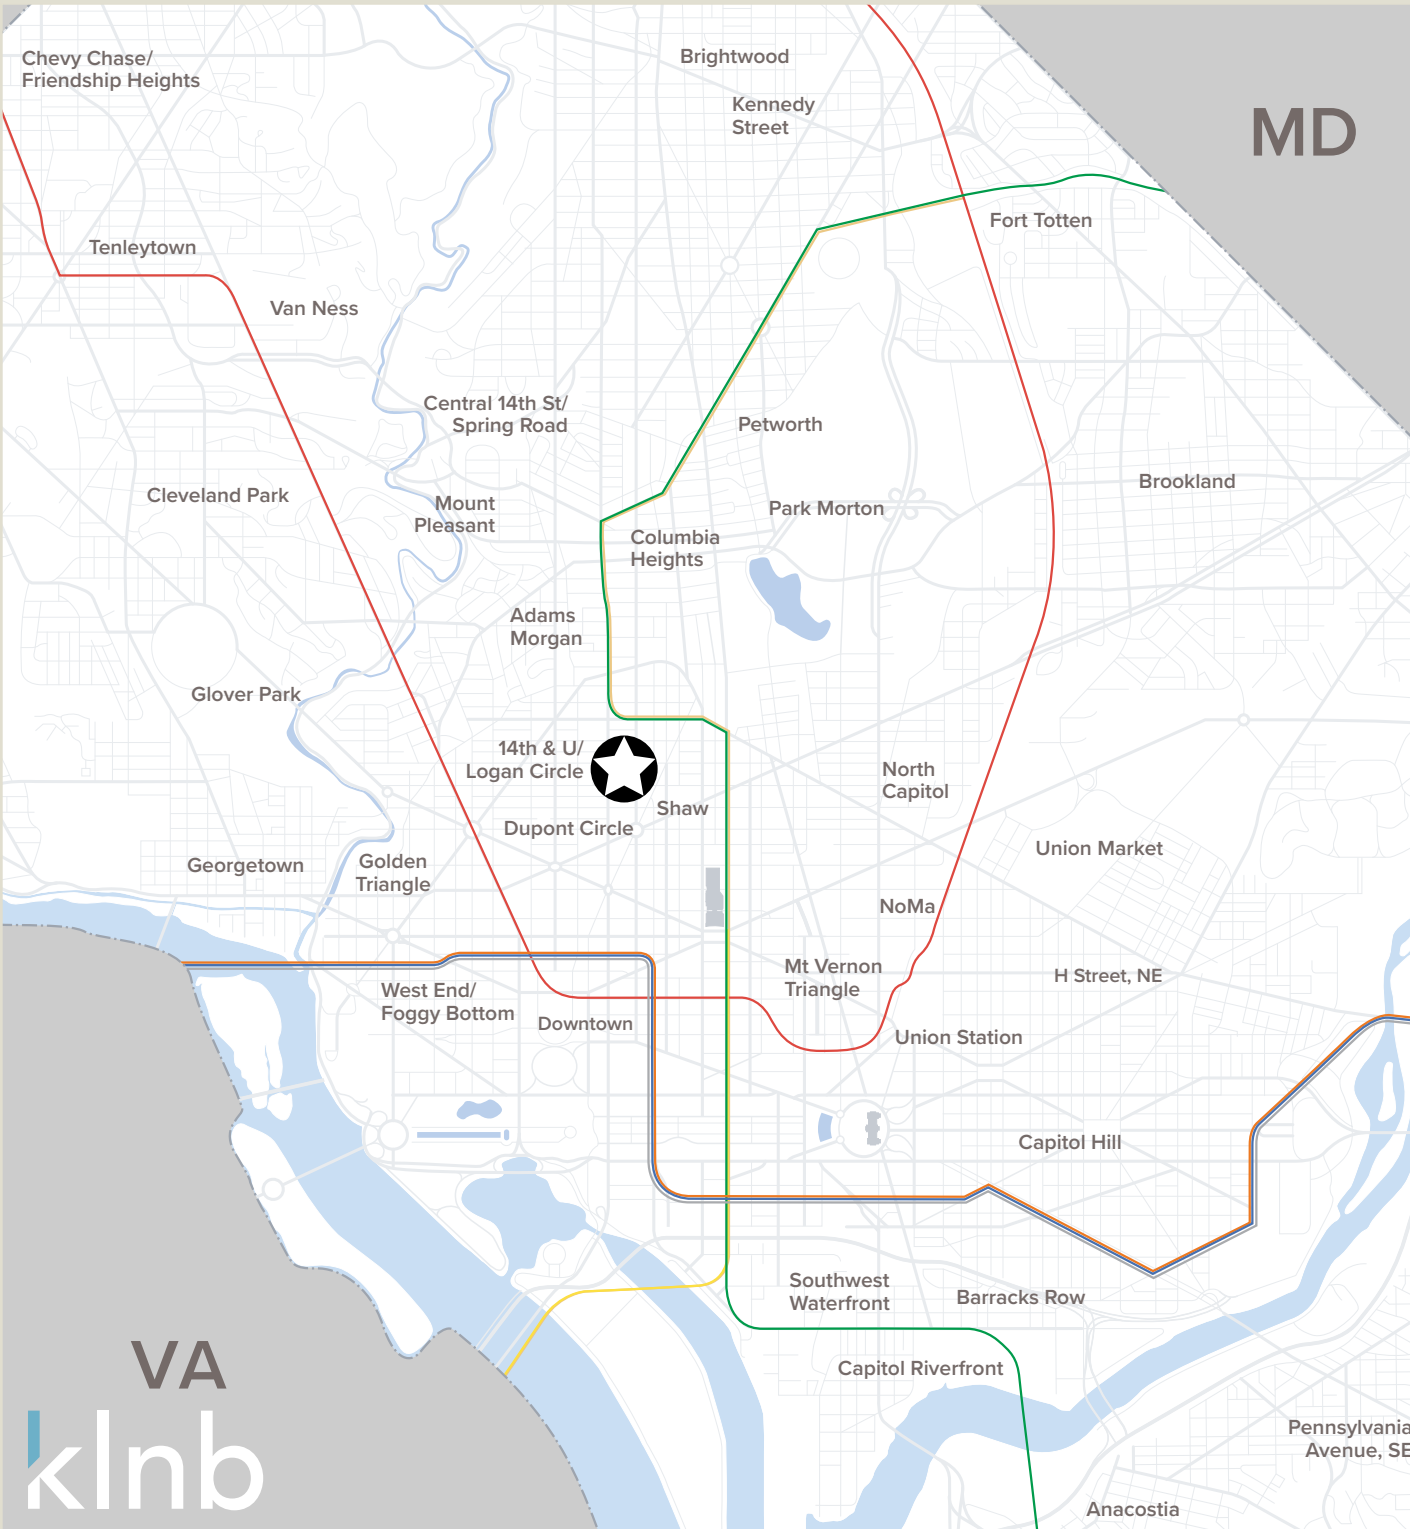 Chevy Chase/
Friendship Heights
Brightwood
Kennedy
Street
MD
Tenleytown
Fort Totten
Van Ness
Central 14th St/
Spring Road
Petworth
Cleveland Park
Mount
Pleasant
Park Morton
Brookland
Columbia
Heights
Adams
Morgan
Glover Park
14th & U/
Logan Circle
Shaw
North
Capitol
Dupont Circle
Union Market
Georgetown
Golden
Triangle
NoMa
Mt Vernon
Triangle
H Street, NE
West End/
Foggy Bottom
Downtown
Union Station
Capitol Hill
Southwest
Waterfront
Barracks Row
VA
Capitol Riverfront
klnb
Pennsylvania
Avenue, SE
Anacostia